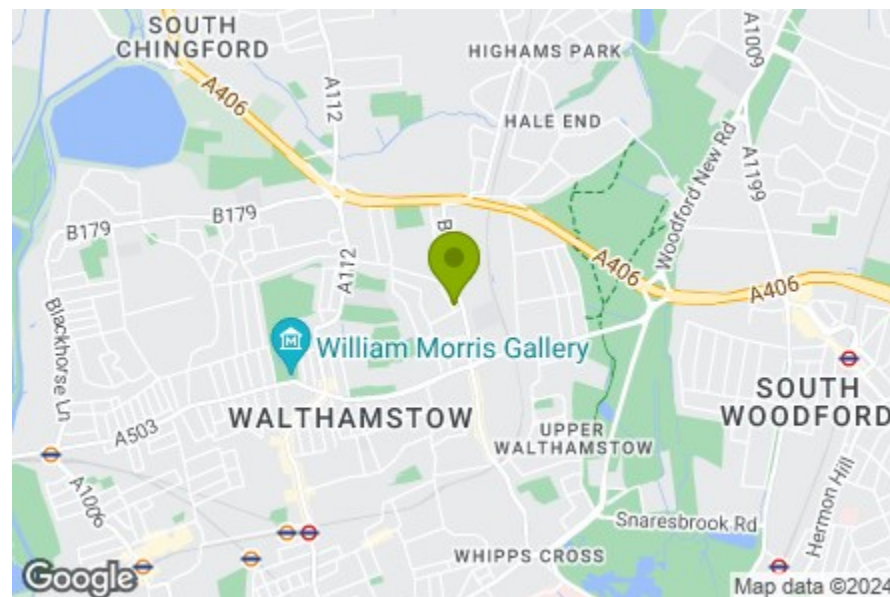 SOUTH
CHINGFORD
A406
A112
HIGHAMS PARK
A1009
HALE END
Woodford New Rd
A1199
B179
B179
A112
B
A406
A406
Blackhorse Ln
William Morris Gallery
A503
WALTHAMSTOW
UPPER
WALTHAMSTOW
SOUTH
WOODFORD
A1006
Snaresbrook Rd
Hermon Hill
WHIPPS CROSS
Google
Map data ©2024